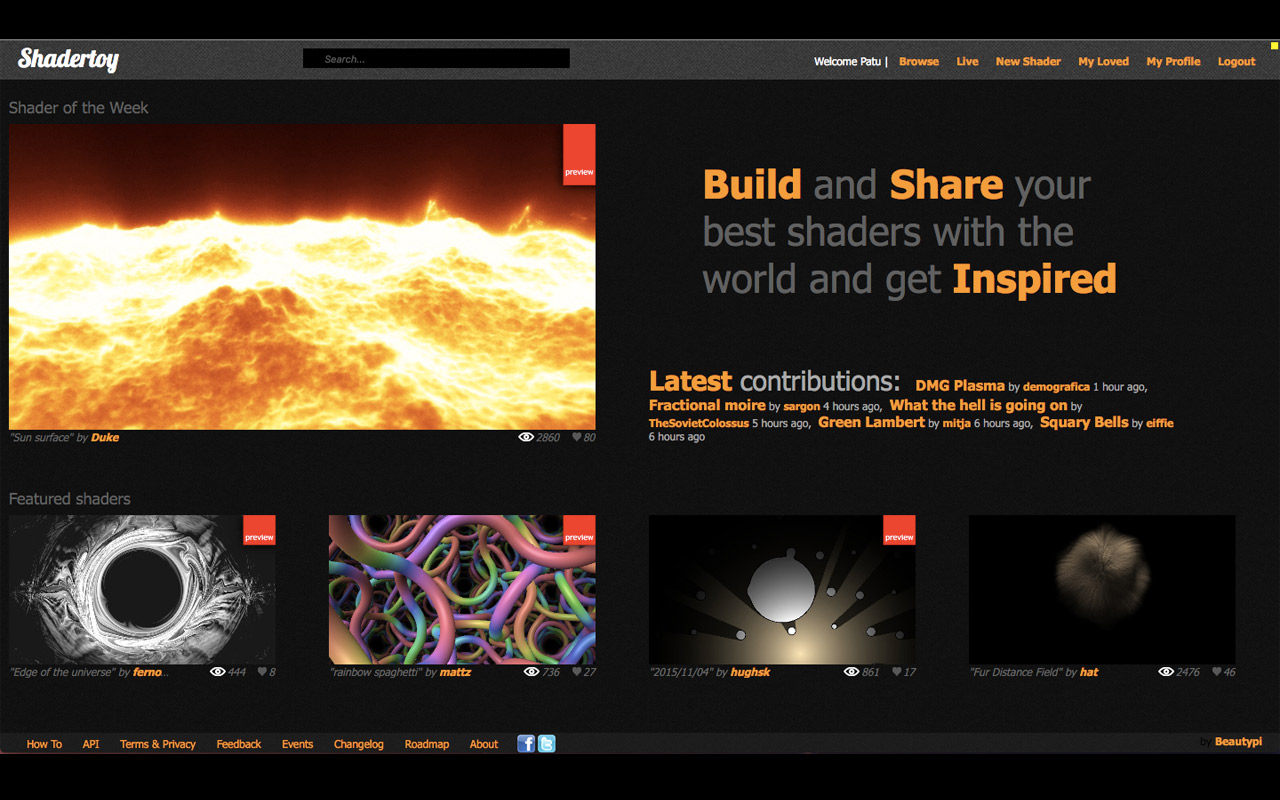 Shadertoy
Search...
Welcome Patu | Browse Live New Shader My Loved My Profile Logout
Shader of the Week
preview
"Sun surface" by Duke 2860 80
Build and Share your
best shaders with the
world and get Inspired
Latest contributions: DMG Plasma by demografica 1 hour ago,
Fractional moire by sargon 4 hours ago, What the hell is going on by
TheSovietColossus 5 hours ago, Green Lambert by mitja 6 hours ago, Squary Bells by eiffie
6 hours ago
Featured shaders
preview
"Edge of the universe" by ferno... 444 8
preview
"rainbow spaghetti" by mattz 736 27
preview
"2015/11/04" by hughsk 861 17
"Fur Distance Field" by hat 2476 46
How To API Terms & Privacy Feedback Events Changelog Roadmap About
by Beautypi